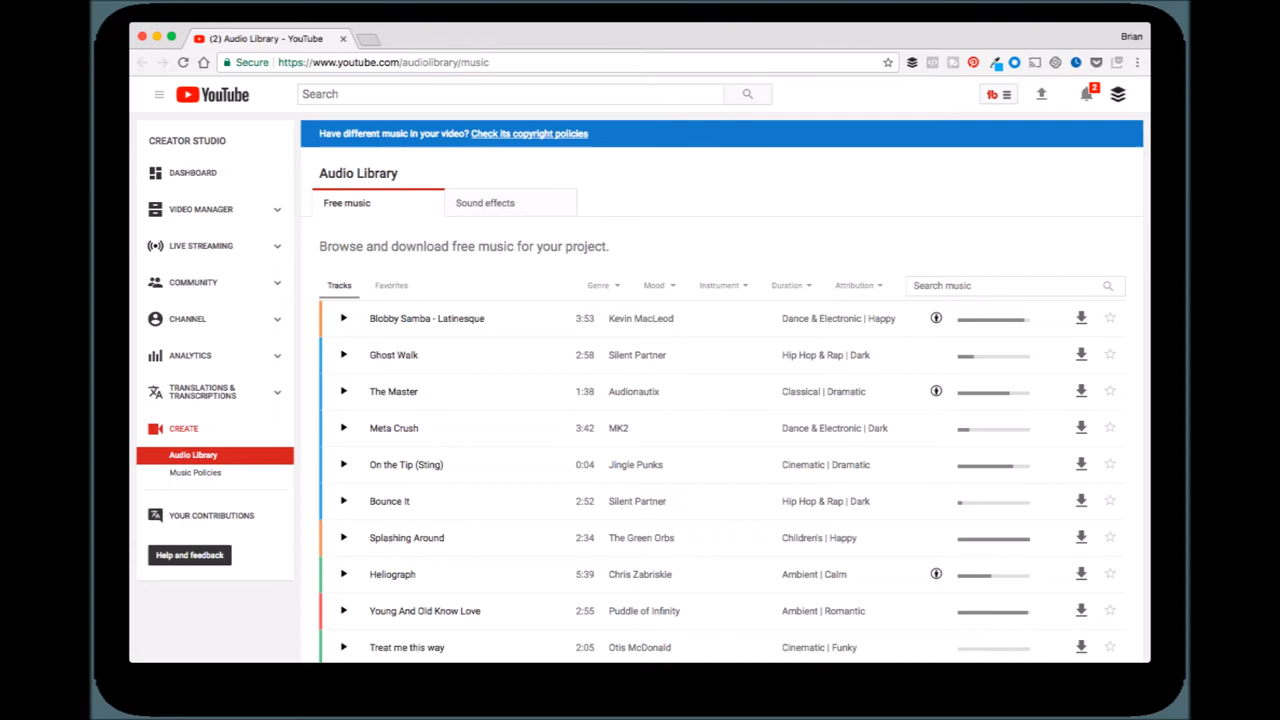 (2) Audio Library - YouTube
Brian
Secure https://www.youtube.com/audiolibrary/music
YouTube
Search
2
CREATOR STUDIO
DASHBOARD
VIDEO MANAGER
LIVE STREAMING
COMMUNITY
CHANNEL
ANALYTICS
TRANSLATIONS &
TRANSCRIPTIONS
CREATE
Audio Library
Music Policies
YOUR CONTRIBUTIONS
Help and feedback
Have different music in your video? Check its copyright policies
Audio Library
Free music Sound effects
Browse and download free music for your project.
Tracks Favorites Genre Mood Instrument Duration Attribution Search music
Blobby Samba - Latinesque 3:53 Kevin MacLeod Dance & Electronic | Happy
Ghost Walk 2:58 Silent Partner Hip Hop & Rap | Dark
The Master 1:38 Audionautix Classical | Dramatic
Meta Crush 3:42 MK2 Dance & Electronic | Dark
On the Tip (Sting) 0:04 Jingle Punks Cinematic | Dramatic
Bounce It 2:52 Silent Partner Hip Hop & Rap | Dark
Splashing Around 2:34 The Green Orbs Children's | Happy
Heliograph 5:39 Chris Zabriskie Ambient | Calm
Young And Old Know Love 2:55 Puddle of Infinity Ambient | Romantic
Treat me this way 2:05 Otis McDonald Cinematic | Funky